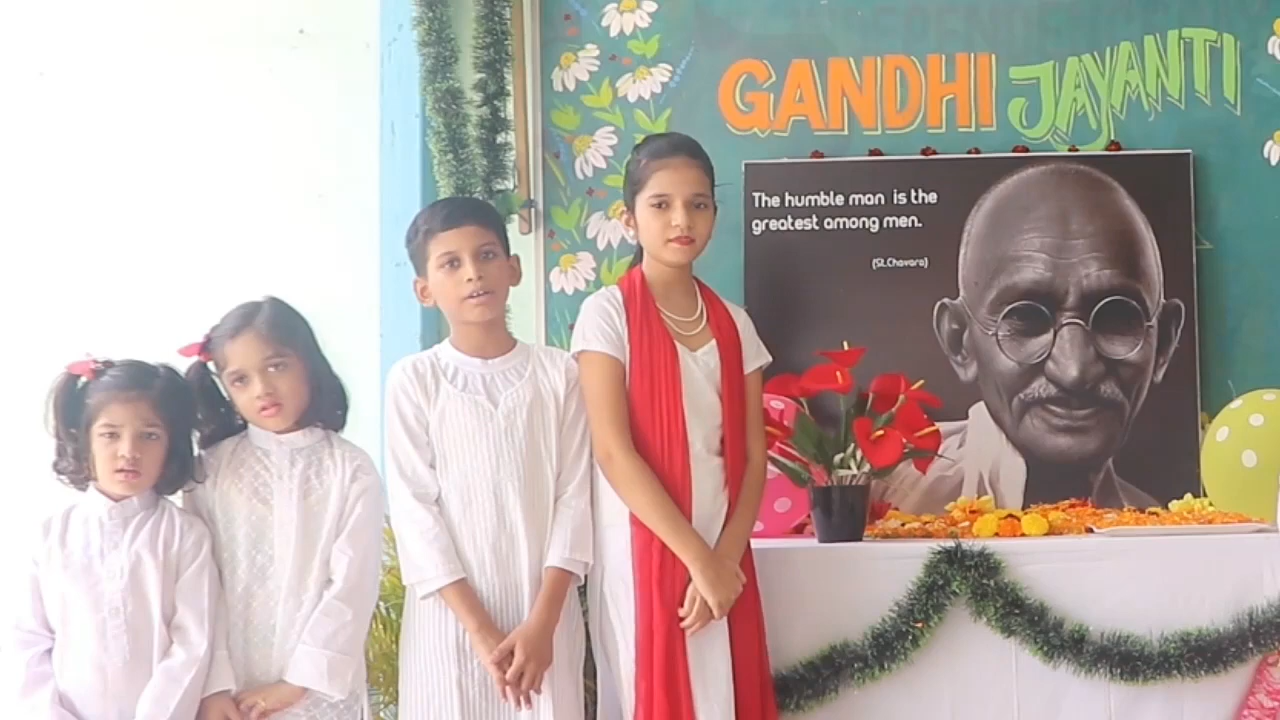 GANDHI JAYANTI
The humble man is the
greatest among men.
(St.Chavara)